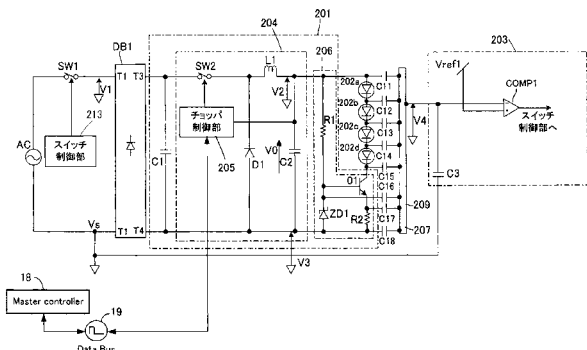 201
204
203
206
SW1
DB1
SW2
L1
Vref1
V1
T1
T3
202a
C11
COMP1
V2
202b
C12
スイッチ
制御部へ
213
チョッパ
制御部
R1
202c
C13
V4
スイッチ
制御部
AC
C1
205
D1
V0
C2
202d
C14
C15
C3
Q1
C16
ZD1
R2
C17
209
Vs
T1
T4
C18
207
V3
18
Master controller
19
Data Bus